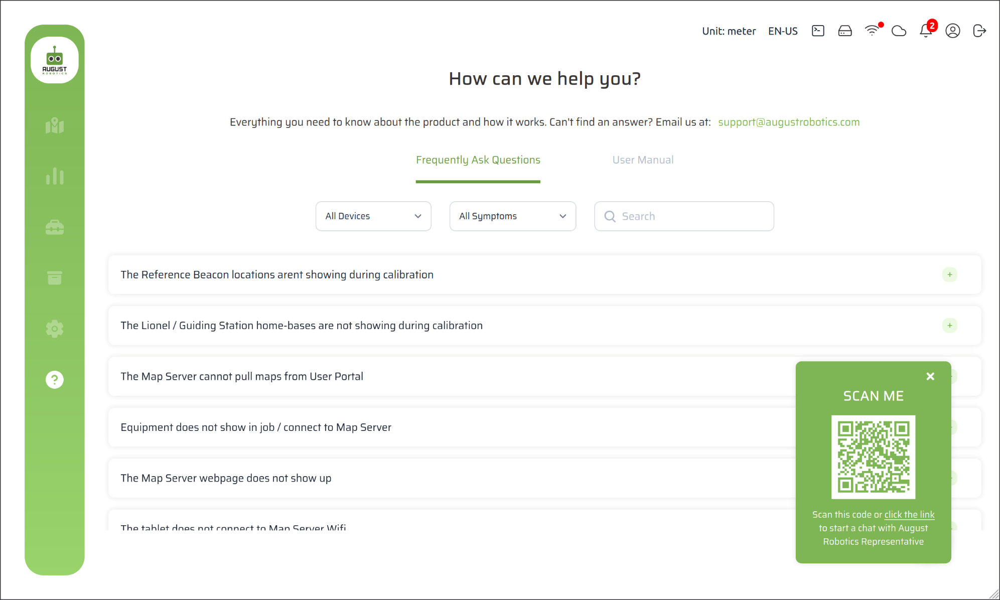 Unit: meter EN-US 2
AUGUST
ROBOTICS
How can we help you?
Everything you need to know about the product and how it works. Can't find an answer? Email us at: support@augustrobotics.com
Frequently Ask Questions User Manual
All Devices All Symptoms Search
The Reference Beacon locations arent showing during calibration
The Lionel / Guiding Station home-bases are not showing during calibration
The Map Server cannot pull maps from User Portal
Equipment does not show in job / connect to Map Server
The Map Server webpage does not show up
The tablet does not connect to Map Server Wifi
SCAN ME
Scan this code or click the link
to start a chat with August
Robotics Representative